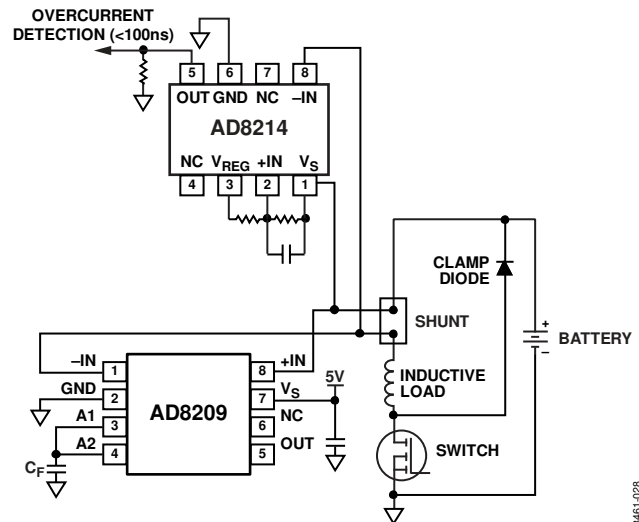 OVERCURRENT
DETECTION (<100ns)
5 6 7 8
OUT GND NC –IN
AD8214
NC VREG +IN VS
4 3 2 1
CLAMP
DIODE
SHUNT
+
BATTERY
–
INDUCTIVE
LOAD
SWITCH
–IN 1
GND 2
A1 3
A2 4
CF
AD8209
8 +IN
7 VS
6 NC
5 OUT
5V